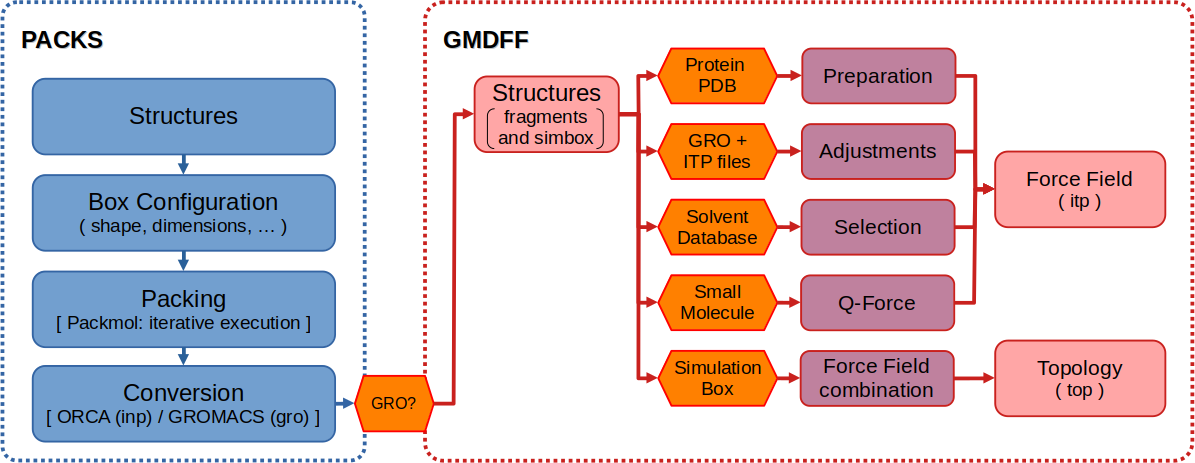 PACKS
Structures
Box Configuration
( shape, dimensions, … )
Packing
[ Packmol: iterative execution ]
Conversion
[ ORCA (inp) / GROMACS (gro) ]
GRO?
GMDFF
Structures
fragments
and simbox
Protein
PDB
Preparation
GRO +
ITP files
Adjustments
Solvent
Database
Selection
Small
Molecule
Q-Force
Simulation
Box
Force Field
combination
Force Field
( itp )
Topology
( top )